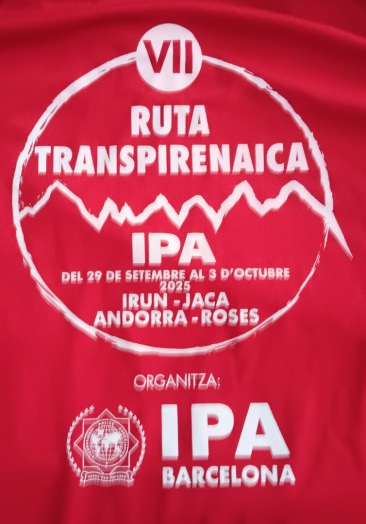 VII
RUTA
TRANSPIRENAICA
IPA
DEL 29 DE SETEMBRE AL 3 D'OCTUBRE
2025
IRUN - JACA
ANDORRA - ROSES
ORGANITZA:
IPA
BARCELONA